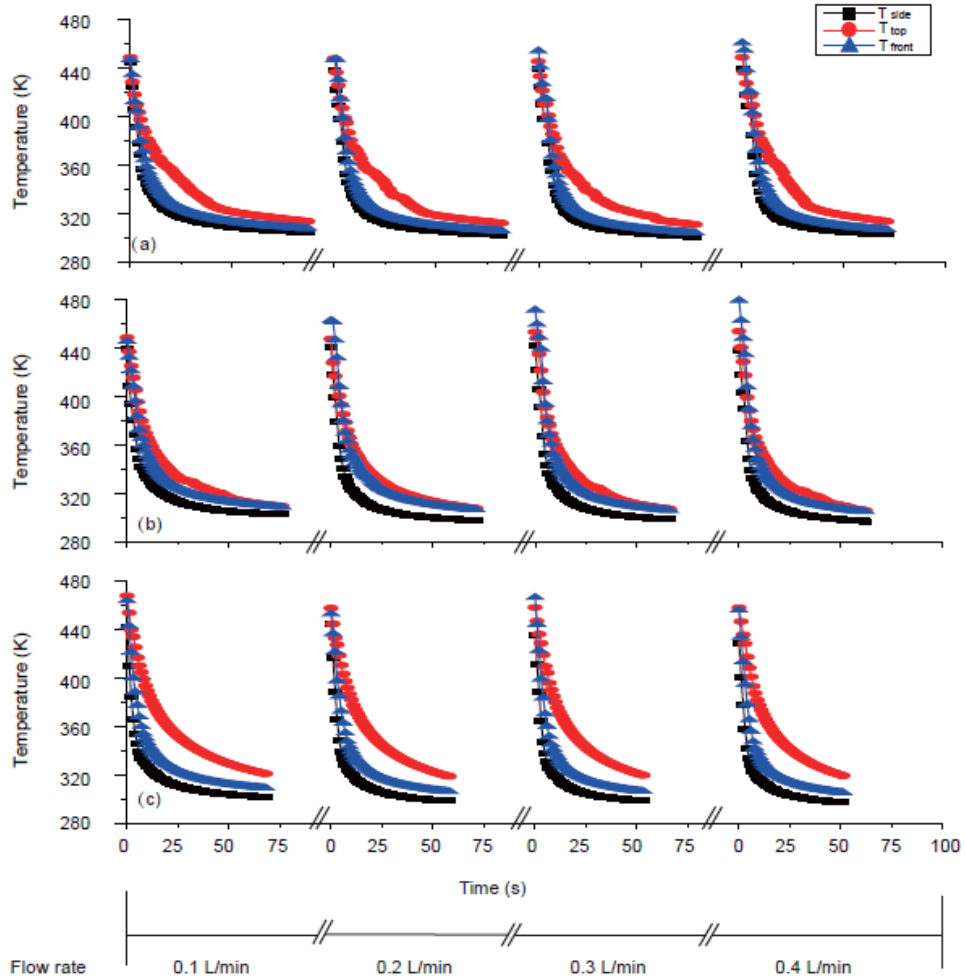 T side
T top
T front
480
440
400
360
320
280
Temperature (K)
(a)
0 25 50 75 0 25 50 75 0 25 50 75 0 25 50 75 100
480
440
400
360
320
280
Temperature (K)
(b)
480
440
400
360
320
280
Temperature (K)
(c)
Time (s)
Flow rate 0.1 L/min 0.2 L/min 0.3 L/min 0.4 L/min